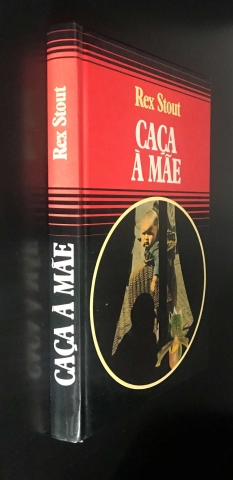 Rex Stout
CAÇA À MÃE
Rex Stout
CAÇA
À MÃE